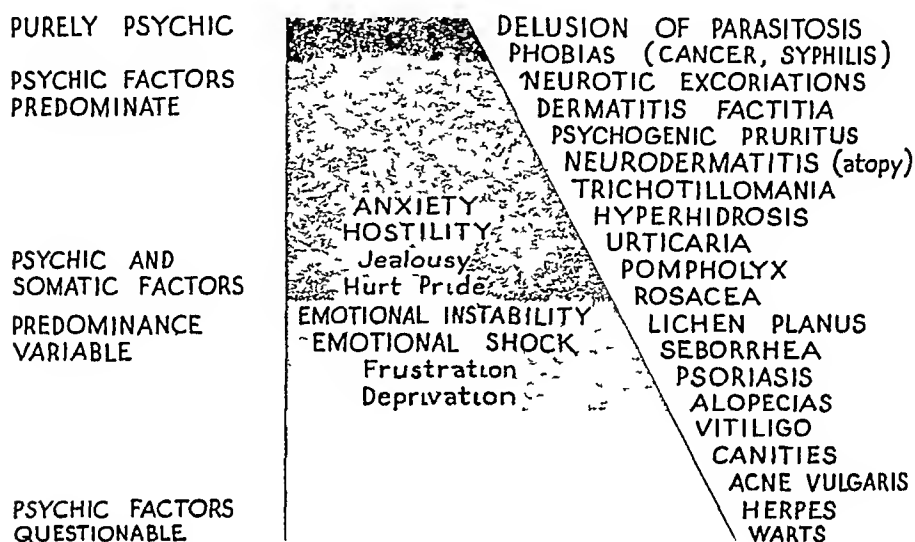 PURELY PSYCHIC
PSYCHIC FACTORS
PREDOMINATE
PSYCHIC AND
SOMATIC FACTORS
PREDOMINANCE
VARIABLE
PSYCHIC FACTORS
QUESTIONABLE
ANXIETY
HOSTILITY
Jealousy
Hurt Pride
EMOTIONAL INSTABILITY
EMOTIONAL SHOCK
Frustration
Deprivation
DELUSION OF PARASITOSIS
PHOBIAS (CANCER, SYPHILIS)
NEUROTIC EXCORIATIONS
DERMATITIS FACTITIA
PSYCHOGENIC PRURITUS
NEURODERMATITIS (atopy)
TRICHOTILLOMANIA
HYPERHIDROSIS
URTICARIA
POMPHOLYX
ROSACEA
LICHEN PLANUS
SEBORRHEA
PSORIASIS
ALOPECIAS
VITILIGO
CANITIES
ACNE VULGARIS
HERPES
WARTS